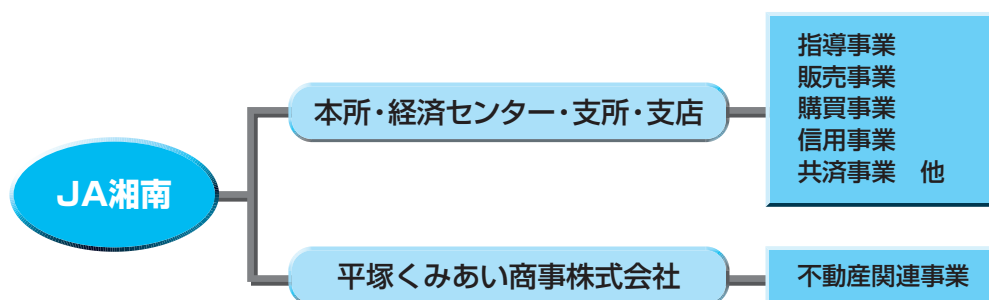 JA湘南
本所・経済センター・支所・支店
指導事業
販売事業
購買事業
信用事業
共済事業　他
平塚くみあい商事株式会社
不動産関連事業